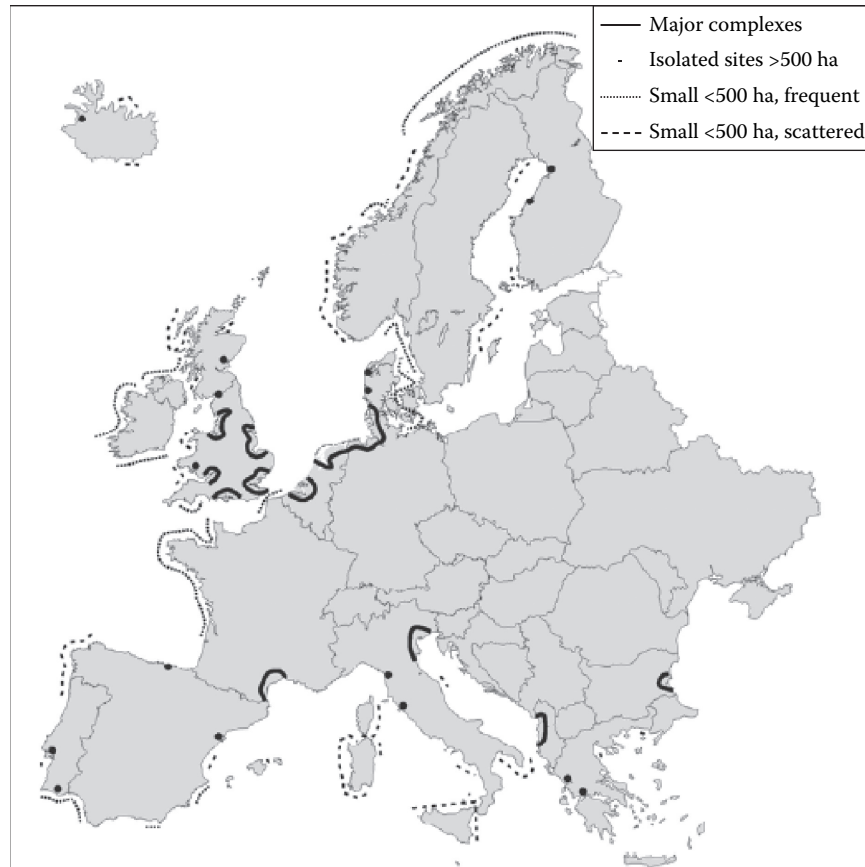 Major complexes
Isolated sites >500 ha
Small <500 ha, frequent
Small <500 ha, scattered